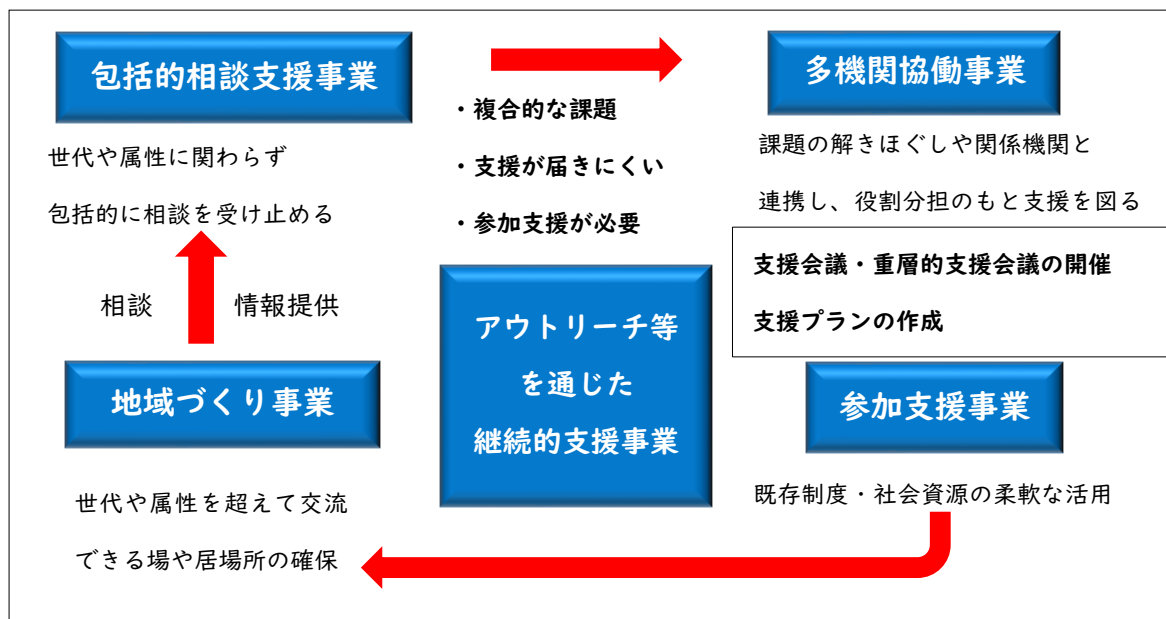 包括的相談支援事業
世代や属性に関わらず
包括的に相談を受け止める
・複合的な課題
・支援が届きにくい
・参加支援が必要
多機関協働事業
課題の解きほぐしや関係機関と
連携し、役割分担のもと支援を図る
支援会議・重層的支援会議の開催
支援プランの作成
相談
情報提供
アウトリーチ等
を通じた
継続的支援事業
地域づくり事業
世代や属性を超えて交流
できる場や居場所の確保
参加支援事業
既存制度・社会資源の柔軟な活用